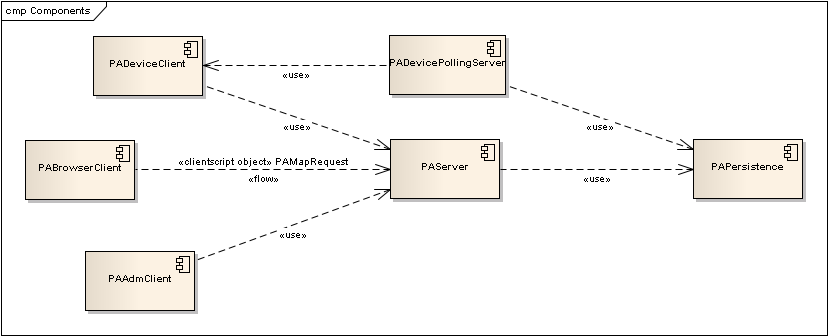 cmp Components
PADeviceClient
PADevicePollingServer
«use»
«use»
«use»
PABrowserClient
«clientscript object» PAMapRequest
«flow»
PAServer
«use»
PAPersistence
«use»
PAAdmClient